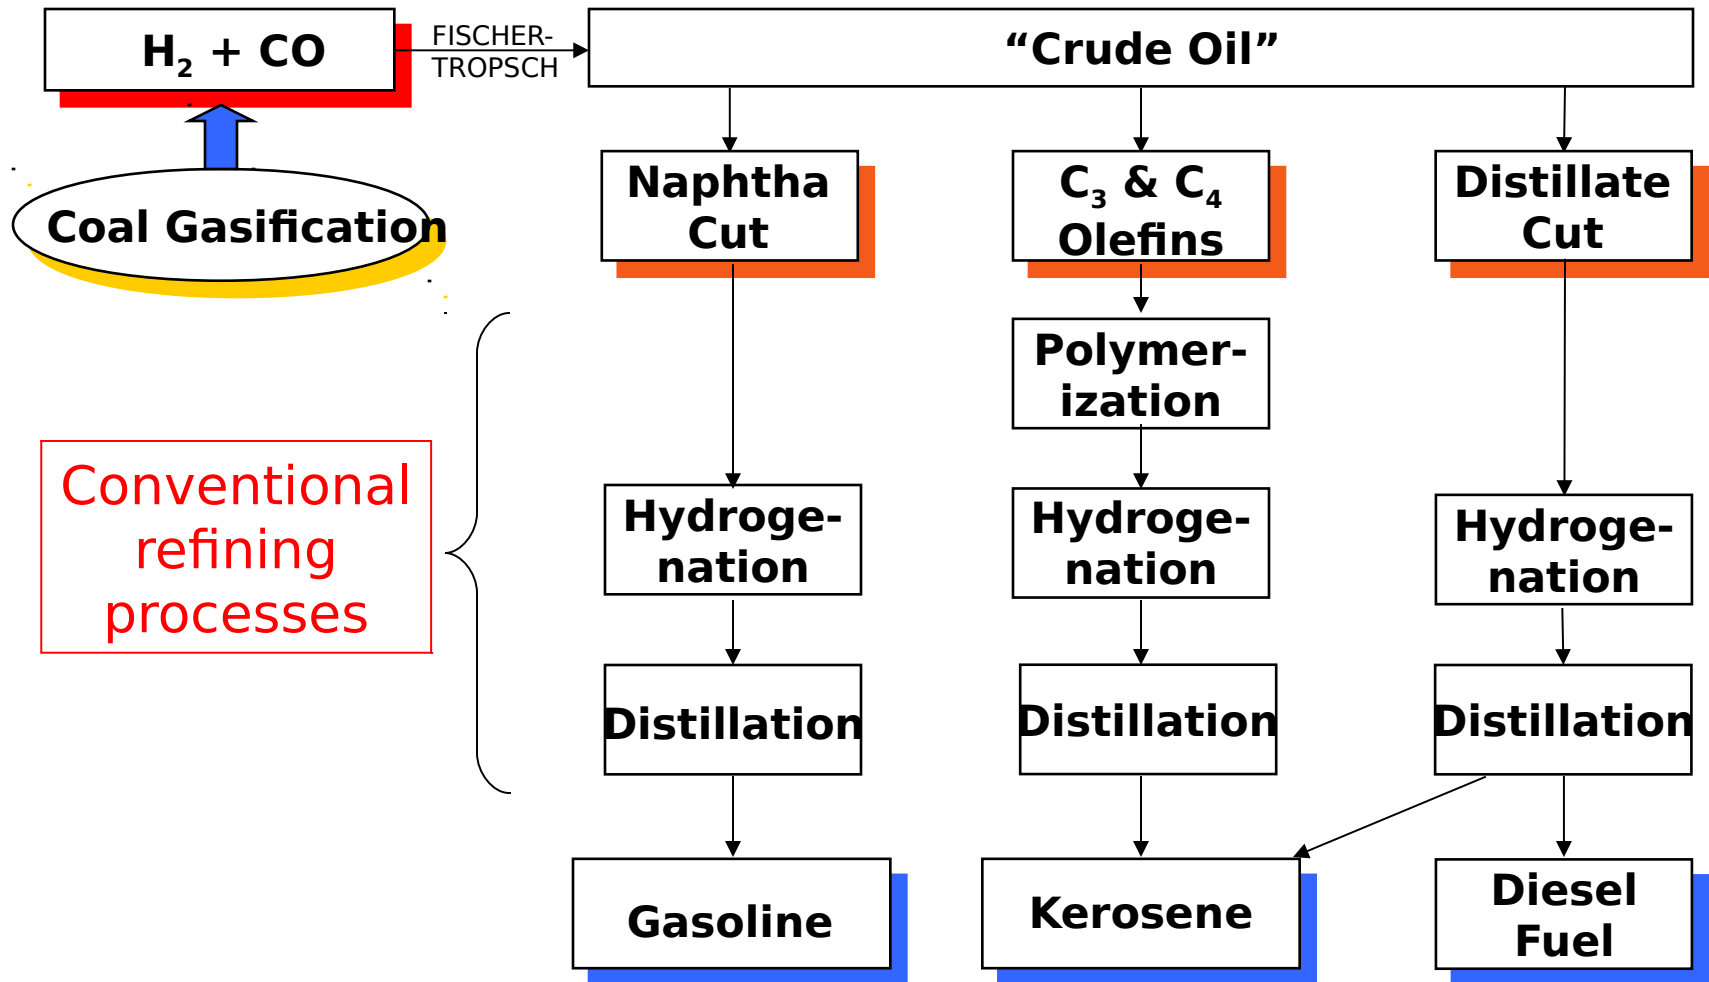 H₂ + CO
FISCHER-
TROPSCH
“Crude Oil”
Coal Gasification
Naphtha
Cut
C₃ & C₄
Olefins
Distillate
Cut
Polymer-
ization
Conventional
refining
processes
Hydroge-
nation
Hydroge-
nation
Hydroge-
nation
Distillation
Distillation
Distillation
Gasoline
Kerosene
Diesel
Fuel